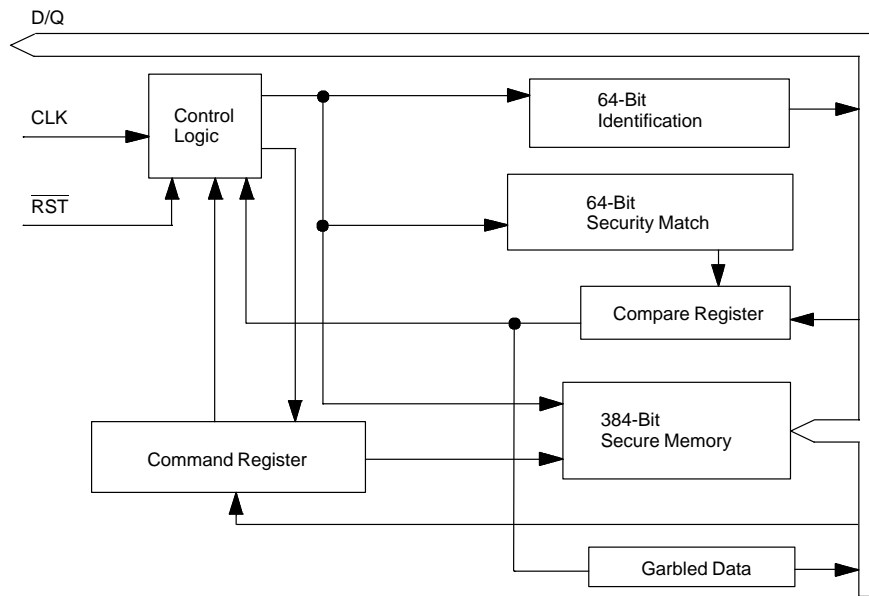 D/Q
CLK
RST
Control
Logic
64-Bit
Identification
64-Bit
Security Match
Compare Register
384-Bit
Secure Memory
Command Register
Garbled Data